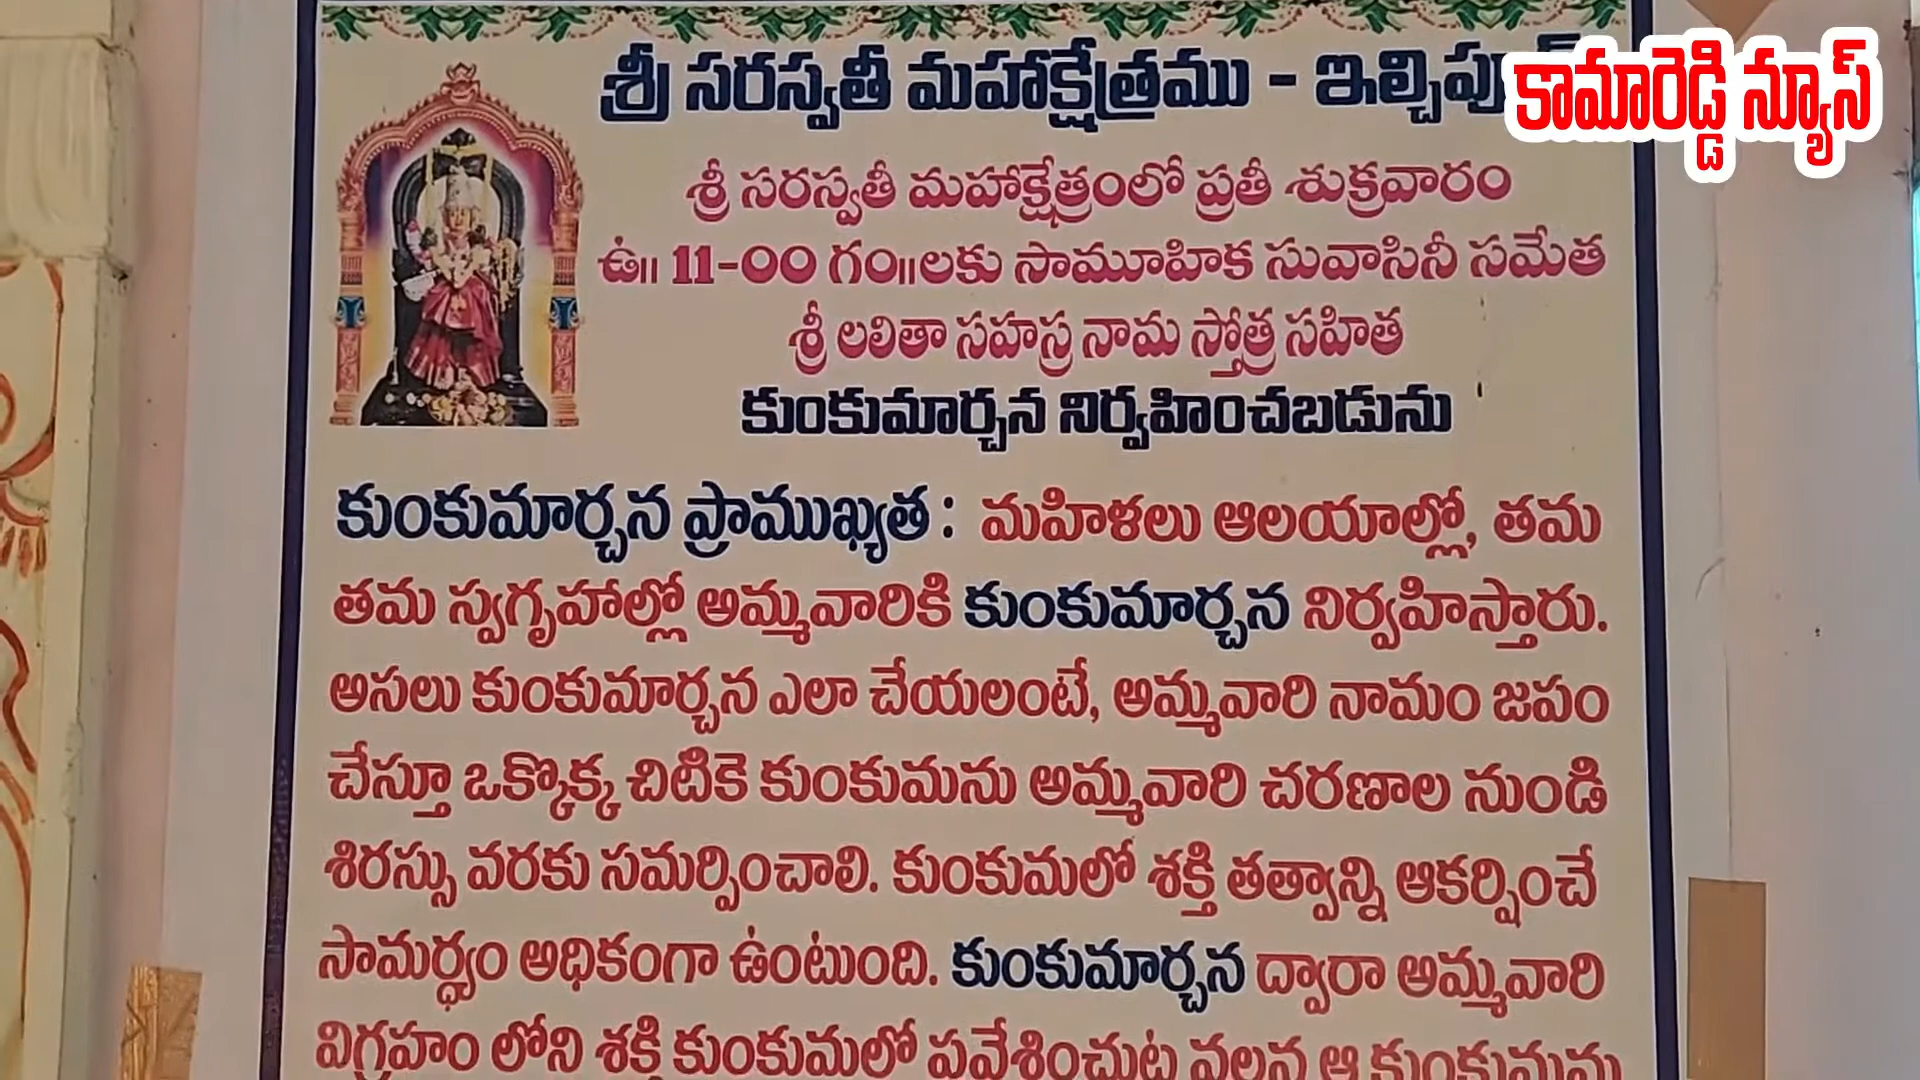 శ్రీ సరస్వతీ మహాక్షేత్రము - ఇల్చిపూర్
కామారెడ్డి న్యూస్
శ్రీ సరస్వతీ మహాక్షేత్రంలో ప్రతీ శుక్రవారం
ఉ॥ 11-00 గం॥లకు సామూహిక సువాసినీ సమేత
శ్రీ లలితా సహస్ర నామ స్తోత్ర సహిత
కుంకుమార్చన నిర్వహించబడును
కుంకుమార్చన ప్రాముఖ్యత : మహిళలు ఆలయాల్లో, తమ
తమ స్వగృహాల్లో అమ్మవారికి కుంకుమార్చన నిర్వహిస్తారు.
అసలు కుంకుమార్చన ఎలా చేయలంటే, అమ్మవారి నామం జపం
చేస్తూ ఒక్కొక్క చిటికె కుంకుమను అమ్మవారి చరణాల నుండి
శిరస్సు వరకు సమర్పించాలి. కుంకుమలో శక్తి తత్వాన్ని ఆకర్షించే
సామర్థ్యం అధికంగా ఉంటుంది. కుంకుమార్చన ద్వారా అమ్మవారి
విగ్రహం లోని శక్తి కుంకుమలో ప్రవేశించుట వలన ఆ కుంకుమను